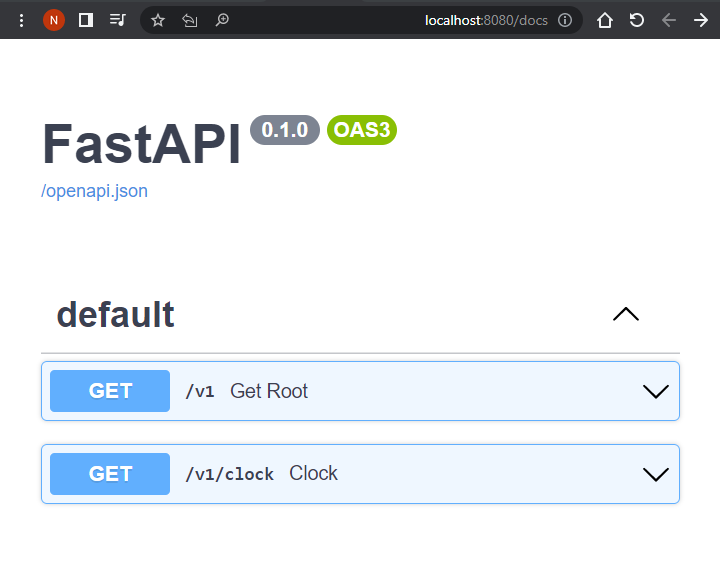 N localhost:8080/docs
FastAPI 0.1.0 OAS3
/openapi.json
default
GET /v1 Get Root
GET /v1/clock Clock